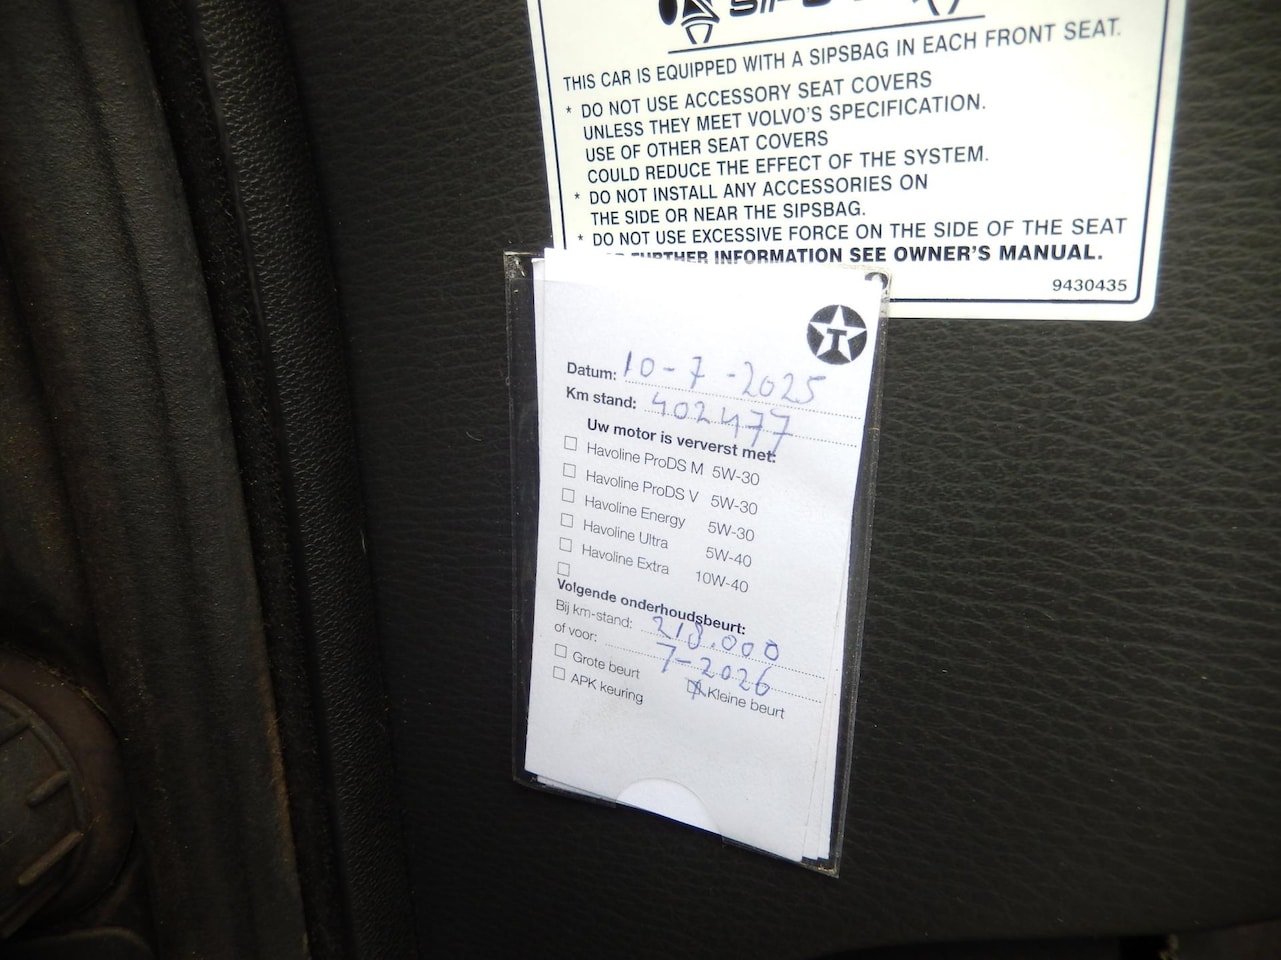 SIPS
THIS CAR IS EQUIPPED WITH A SIPSBAG IN EACH FRONT SEAT.
* DO NOT USE ACCESSORY SEAT COVERS
UNLESS THEY MEET VOLVO'S SPECIFICATION.
USE OF OTHER SEAT COVERS
COULD REDUCE THE EFFECT OF THE SYSTEM.
* DO NOT INSTALL ANY ACCESSORIES ON
THE SIDE OR NEAR THE SIPSBAG.
* DO NOT USE EXCESSIVE FORCE ON THE SIDE OF THE SEAT
FURTHER INFORMATION SEE OWNER'S MANUAL.
9430435
T
Datum: 10-7-2025
Km stand: 402477
Uw motor is ververst met:
Havoline ProDS M 5W-30
Havoline ProDS V 5W-30
Havoline Energy 5W-30
Havoline Ultra 5W-40
Havoline Extra 10W-40
Volgende onderhoudsbeurt:
Bij km-stand: 218.000
of voor: 7-2026
Grote beurt Kleine beurt
APK keuring